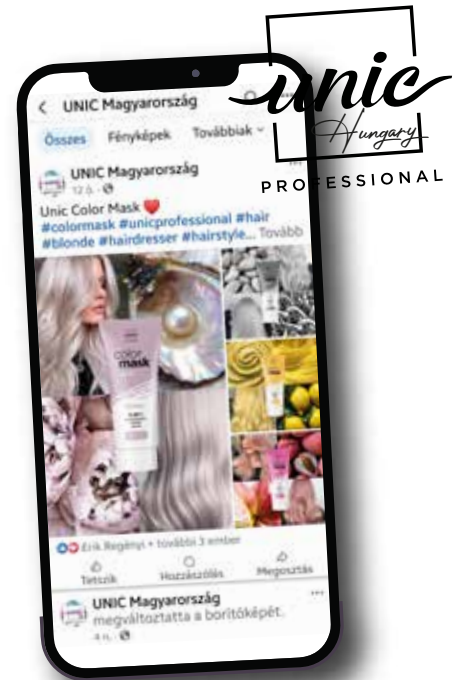 unic
Hungary
PROFESSIONAL
UNIC Magyarország
Összes Fényképek Továbbiak
UNIC Magyarország
Unic Color Mask ❤️
#colormask #unicprofessional #hair
#blonde #hairdresser #hairstyle... Tovább
color
mask
Erik Regényi • további 3 ember
Tetszik Hozzászólás Megosztás
UNIC Magyarország
megváltoztatta a borítóképét.